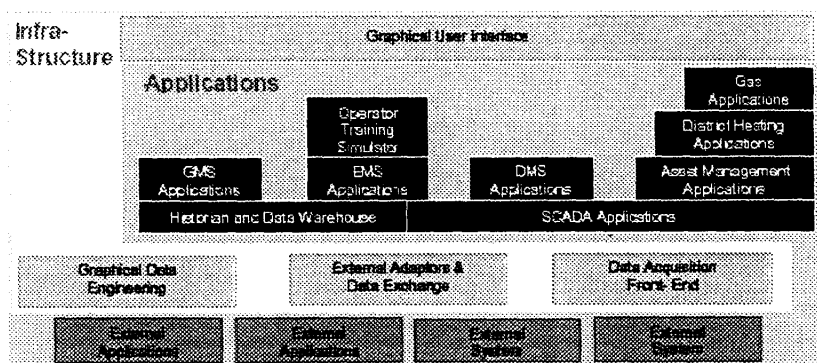 Infra-
Structure
Graphical User Interface
Applications
Gas
Applications
Operator
Training
Simulator
District Heating
Applications
GMS
Applications
EMS
Applications
DMS
Applications
Asset Management
Applications
Historian and Data Warehouse
SCADA Applications
Graphical Data
Engineering
External Adaptors &
Data Exchange
Data Acquisition
Front- End
External
Applications
External
Applications
External
System
External
System